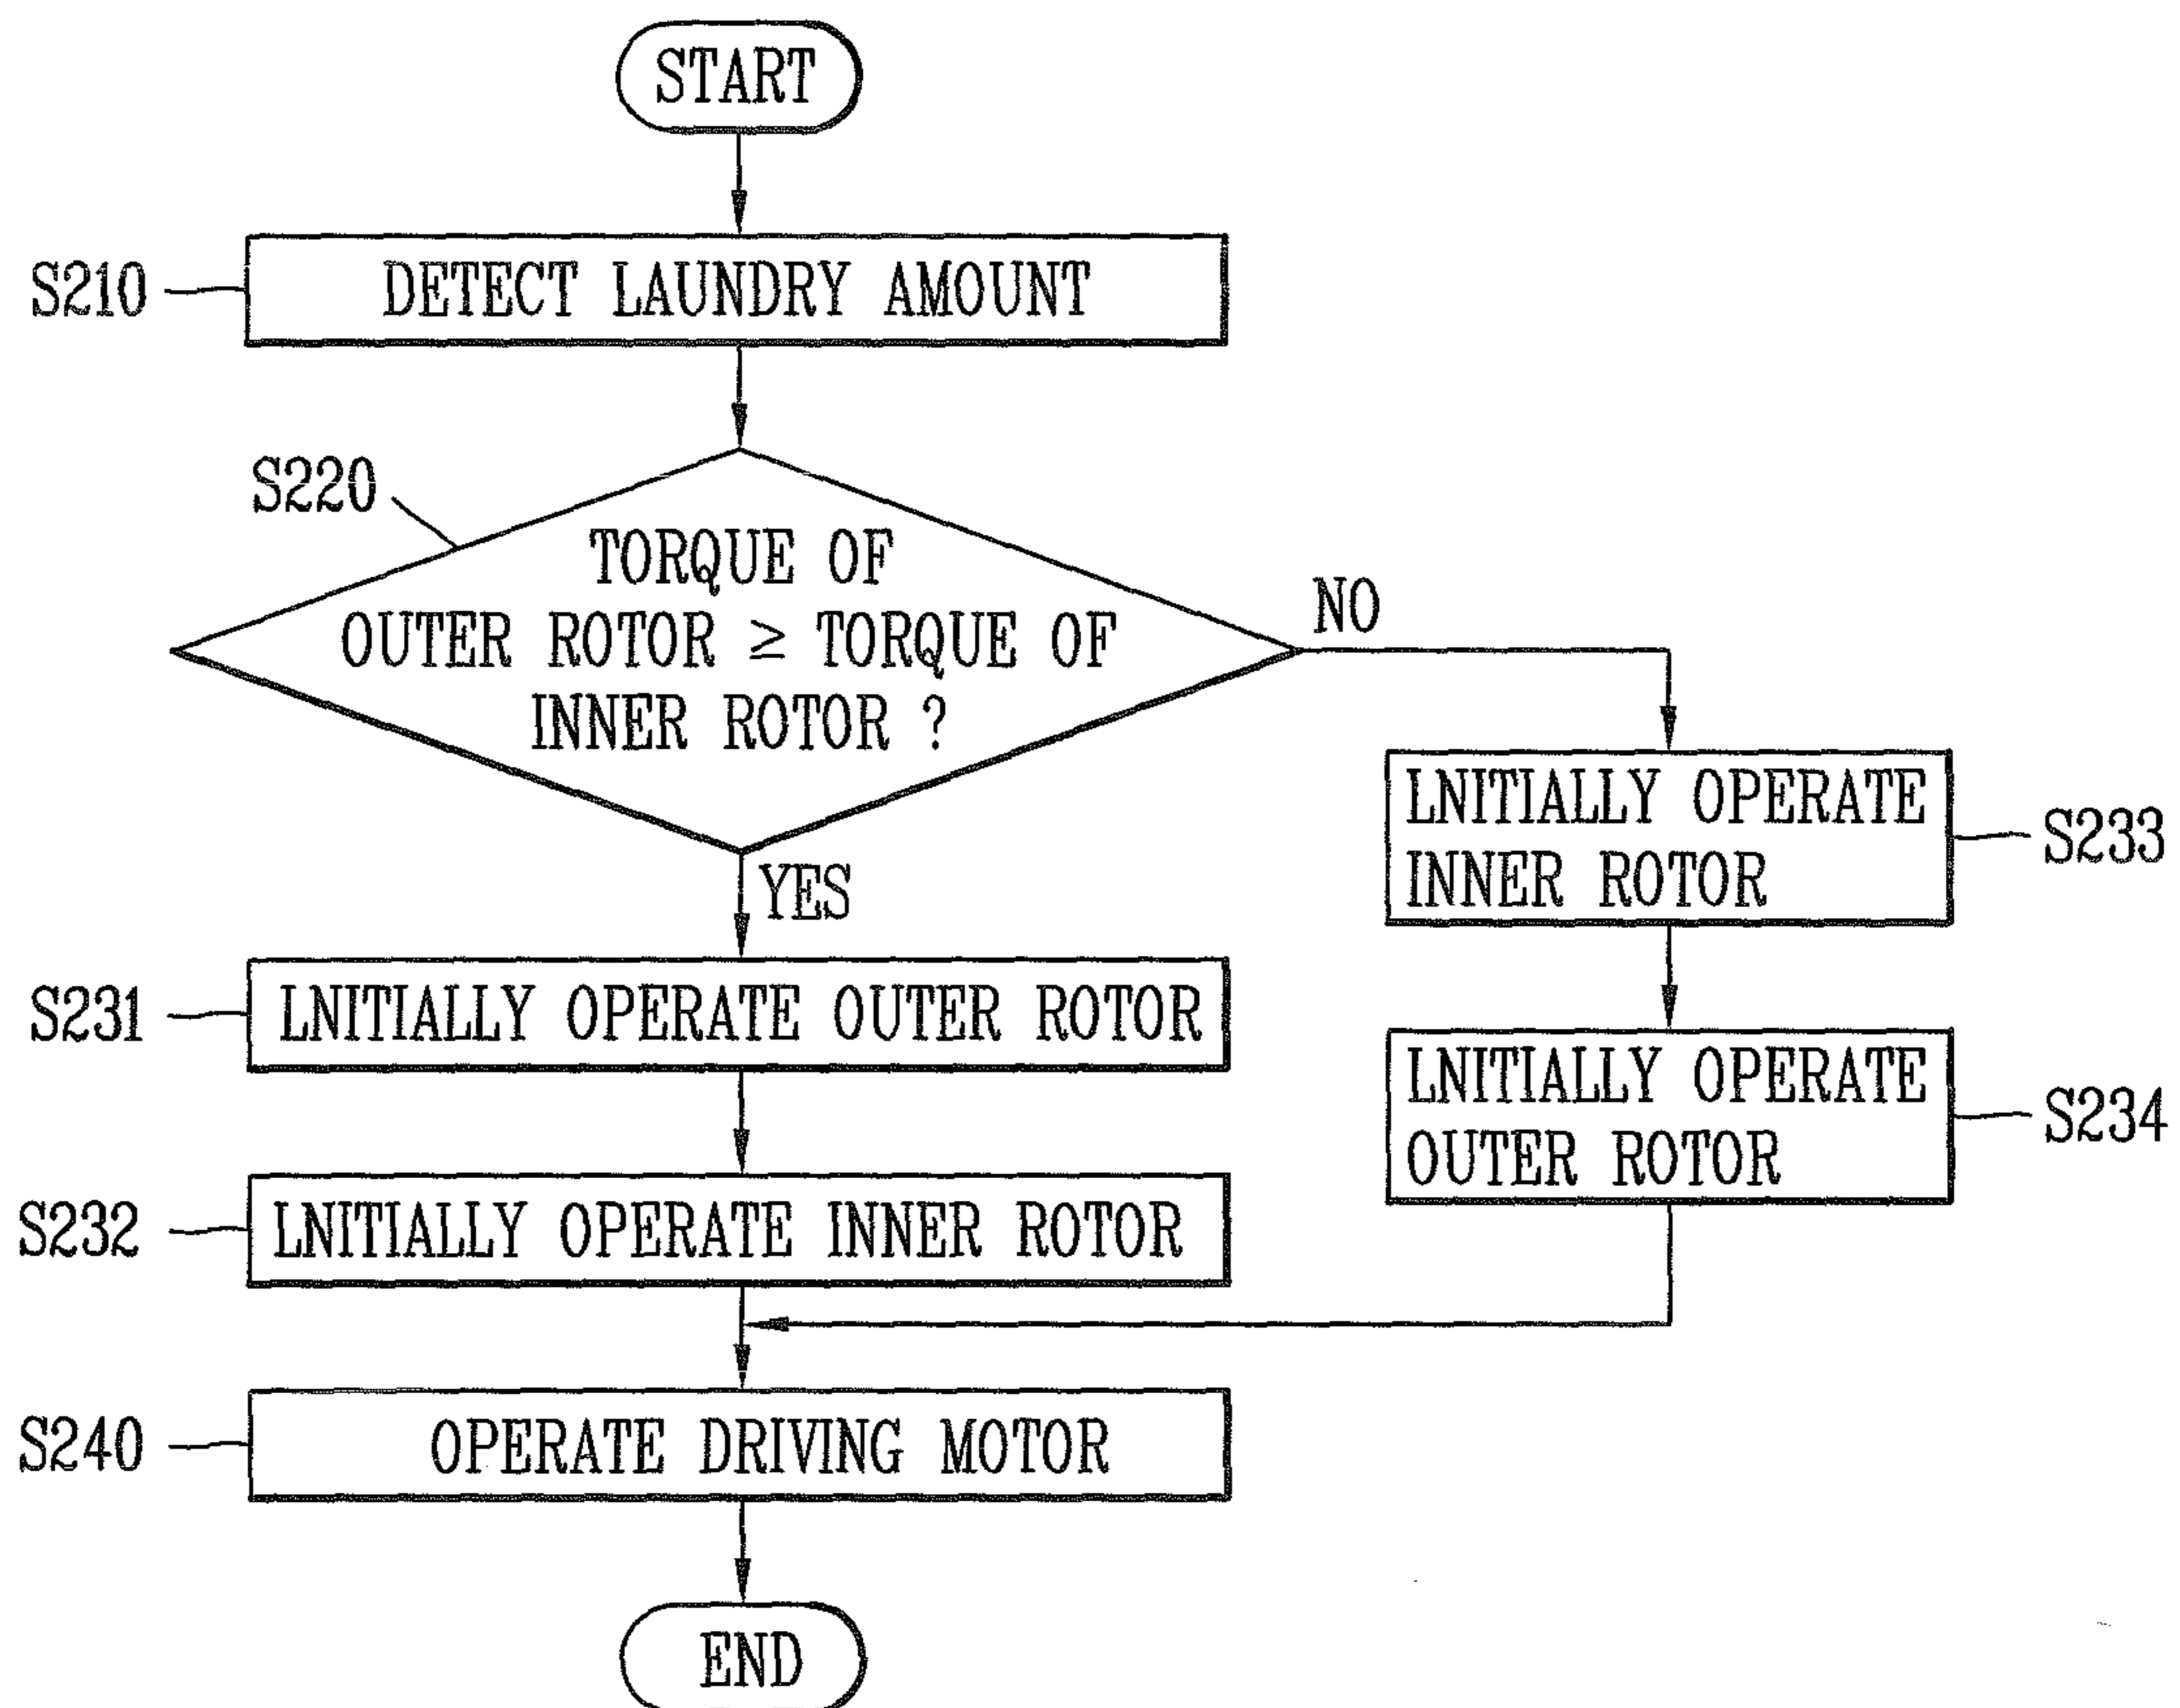 START
S210
DETECT LAUNDRY AMOUNT
S220
TORQUE OF
OUTER ROTOR ≥ TORQUE OF
INNER ROTOR ?
NO
YES
LNITIALLY OPERATE
INNER ROTOR
S233
S231
LNITIALLY OPERATE OUTER ROTOR
LNITIALLY OPERATE
OUTER ROTOR
S234
S232
LNITIALLY OPERATE INNER ROTOR
S240
OPERATE DRIVING MOTOR
END